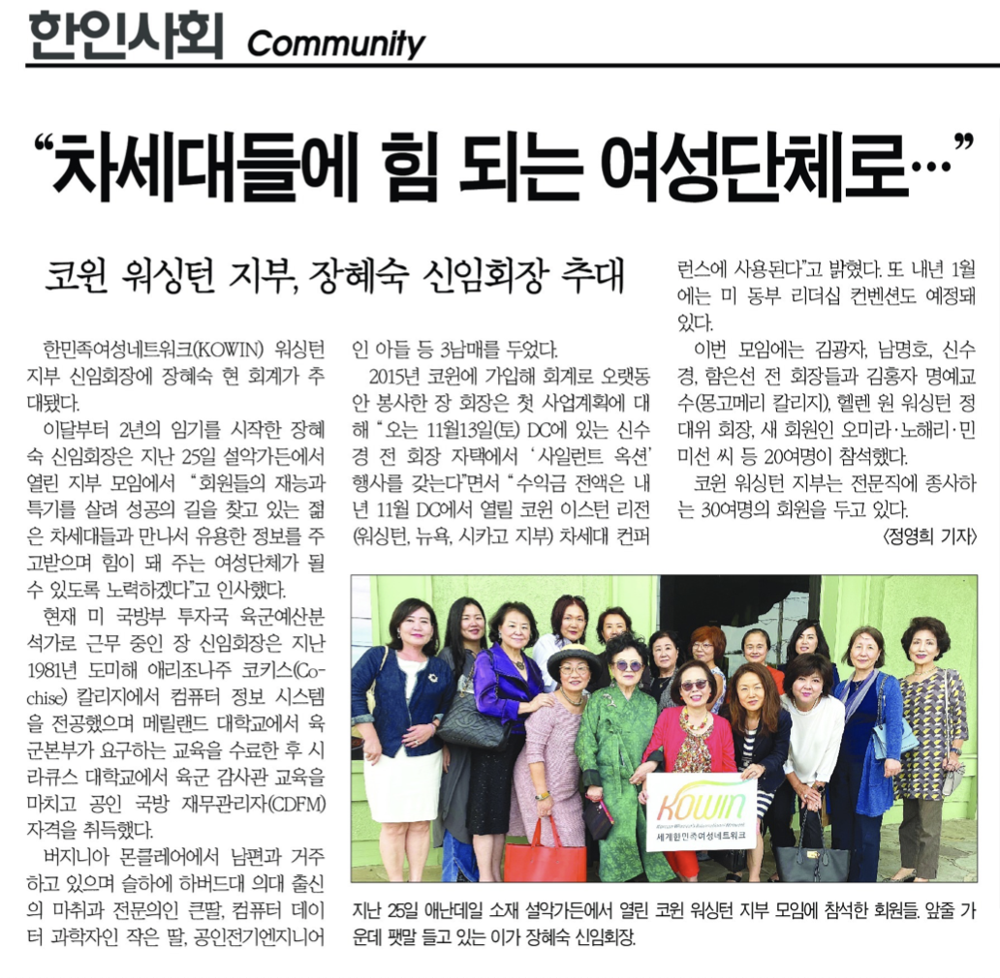 한인사회 Community
“차세대들에 힘 되는 여성단체로…”
코윈 워싱턴 지부, 장혜숙 신임회장 추대
한민족여성네트워크(KOWIN) 워싱턴
지부 신임회장에 장혜숙 현 회계가 추
대됐다.
이달부터 2년의 임기를 시작한 장혜
숙 신임회장은 지난 25일 설악가든에서
열린 지부 모임에서 “회원들의 재능과
특기를 살려 성공의 길을 찾고 있는 젊
은 차세대들과 만나서 유용한 정보를 주
고받으며 힘이 돼 주는 여성단체가 될
수 있도록 노력하겠다”고 인사했다.
현재 미 국방부 투자국 육군예산분
석가로 근무 중인 장 신임회장은 지난
1981년 도미해 애리조나주 코키스(Co-
chise) 칼리지에서 컴퓨터 정보 시스템
을 전공했으며 메릴랜드 대학교에서 육
군본부가 요구하는 교육을 수료한 후 시
라큐스 대학교에서 육군 감사관 교육을
마치고 공인 국방 재무관리자(CDFM)
자격을 취득했다.
버지니아 몬클레어에서 남편과 거주
하고 있으며 슬하에 하버드대 의대 출신
의 마취과 전문의인 큰딸, 컴퓨터 데이
터 과학자인 작은 딸, 공인전기엔지니어
인 아들 등 3남매를 두었다.
2015년 코윈에 가입해 회계로 오랫동
안 봉사한 장 회장은 첫 사업계획에 대
해 “오는 11월13일(토) DC에 있는 신수
경 전 회장 자택에서 ‘사일런트 옥션’
행사를 갖는다”면서 “수익금 전액은 내
년 11월 DC에서 열릴 코윈 이스턴 리전
(워싱턴, 뉴욕, 시카고 지부) 차세대 컨퍼
런스에 사용된다”고 밝혔다. 또 내년 1월
에는 미 동부 리더십 컨벤션도 예정돼
있다.
이번 모임에는 김광자, 남명호, 신수
경, 함은선 전 회장들과 김홍자 명예교
수(몽고메리 칼리지), 헬렌 원 워싱턴 정
대위 회장, 새 회원인 오미라·노해리·민
미선 씨 등 20여명이 참석했다.
코윈 워싱턴 지부는 전문직에 종사하
는 30여명의 회원을 두고 있다.
〈정영희 기자〉
KOWIN
세계한민족여성네트워크
지난 25일 애난데일 소재 설악가든에서 열린 코윈 워싱턴 지부 모임에 참석한 회원들. 앞줄 가
운데 팻말 들고 있는 이가 장혜숙 신임회장.